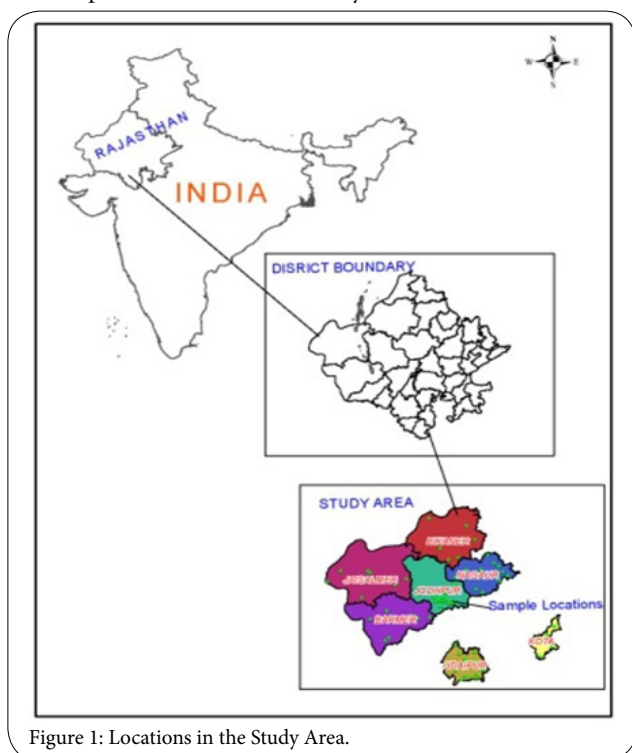 N
W E
S
RAJASTHAN
INDIA
DISRICT BOUNDARY
STUDY AREA
BIKANER
JAISALMER
NAGAUR
JODHPUR
Sample Locations
BARMER
KOTA
UDAIPUR
Figure 1: Locations in the Study Area.